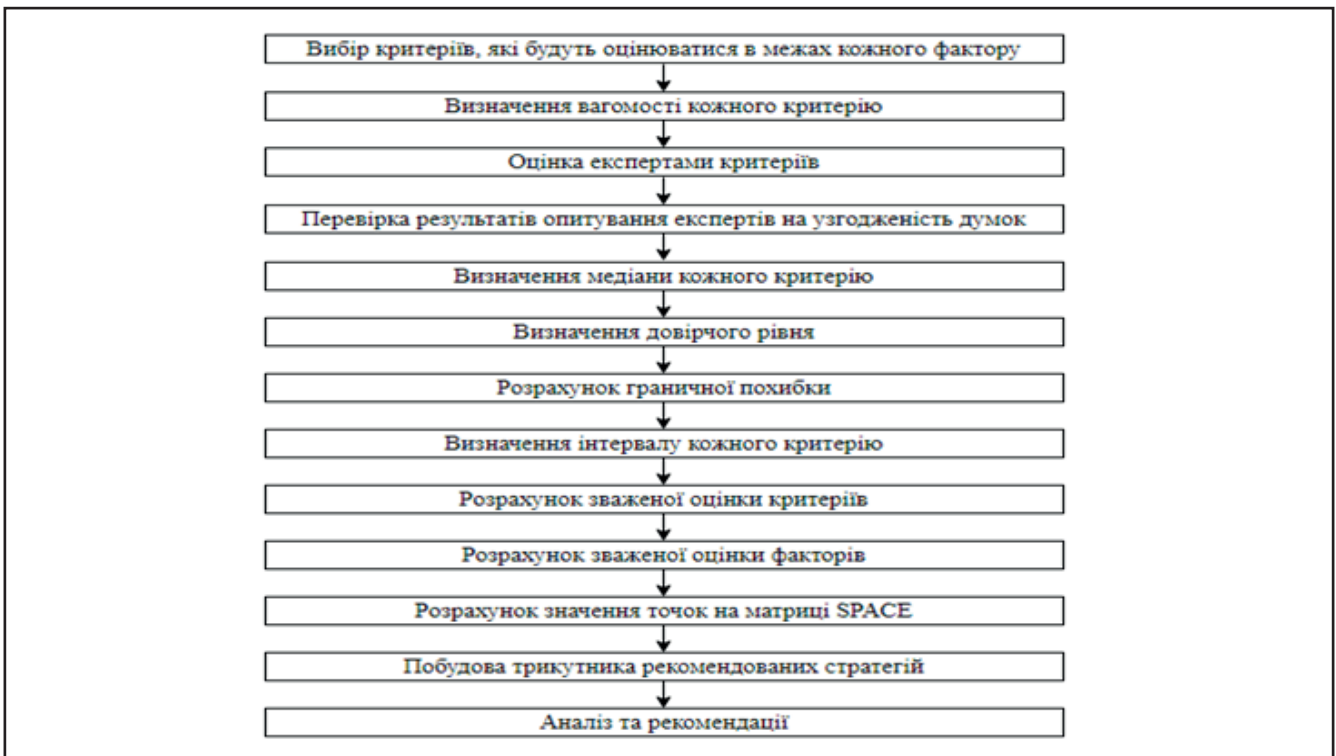 Вибір критеріїв, які будуть оцінюватися в межах кожного фактору
Визначення вагомості кожного критерію
Оцінка експертами критеріїв
Перевірка результатів опитування експертів на узгодженість думок
Визначення медіани кожного критерію
Визначення довірчого рівня
Розрахунок граничної похибки
Визначення інтервалу кожного критерію
Розрахунок зваженої оцінки критеріїв
Розрахунок зваженої оцінки факторів
Розрахунок значення точок на матриці SPACE
Побудова трикутника рекомендованих стратегій
Аналіз та рекомендації